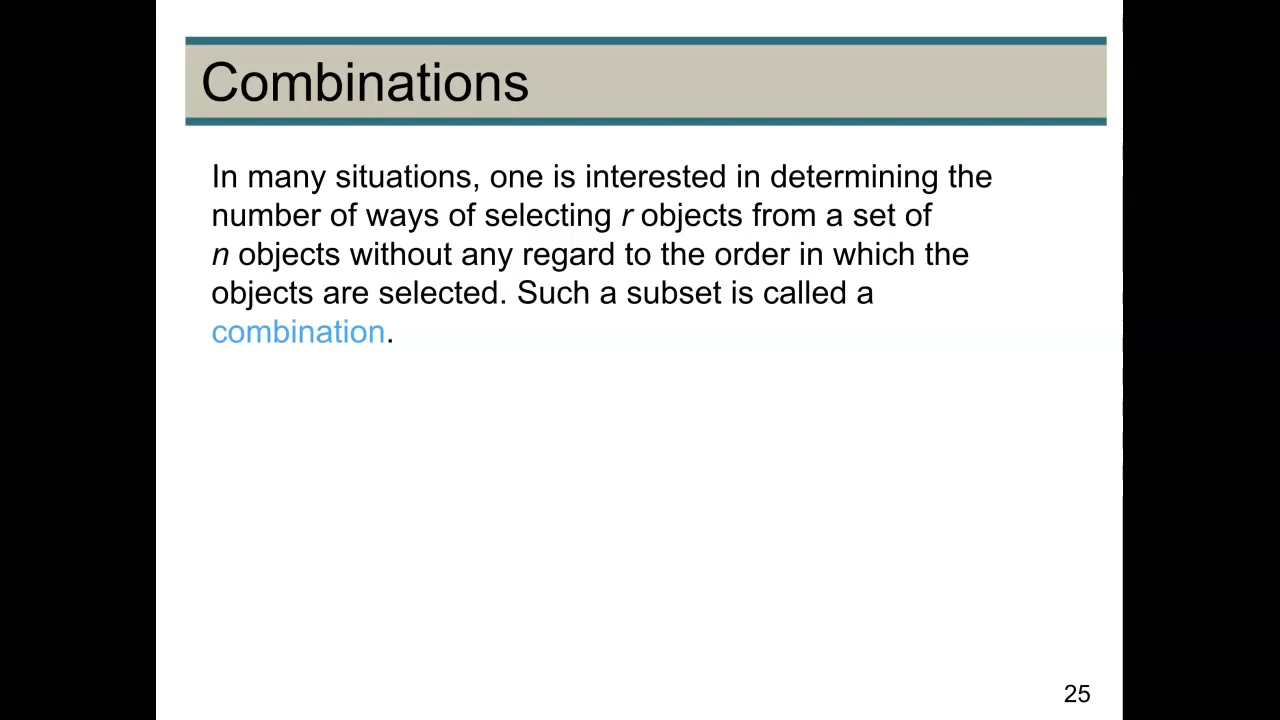 Combinations
In many situations, one is interested in determining the
number of ways of selecting r objects from a set of
n objects without any regard to the order in which the
objects are selected. Such a subset is called a
combination.
25